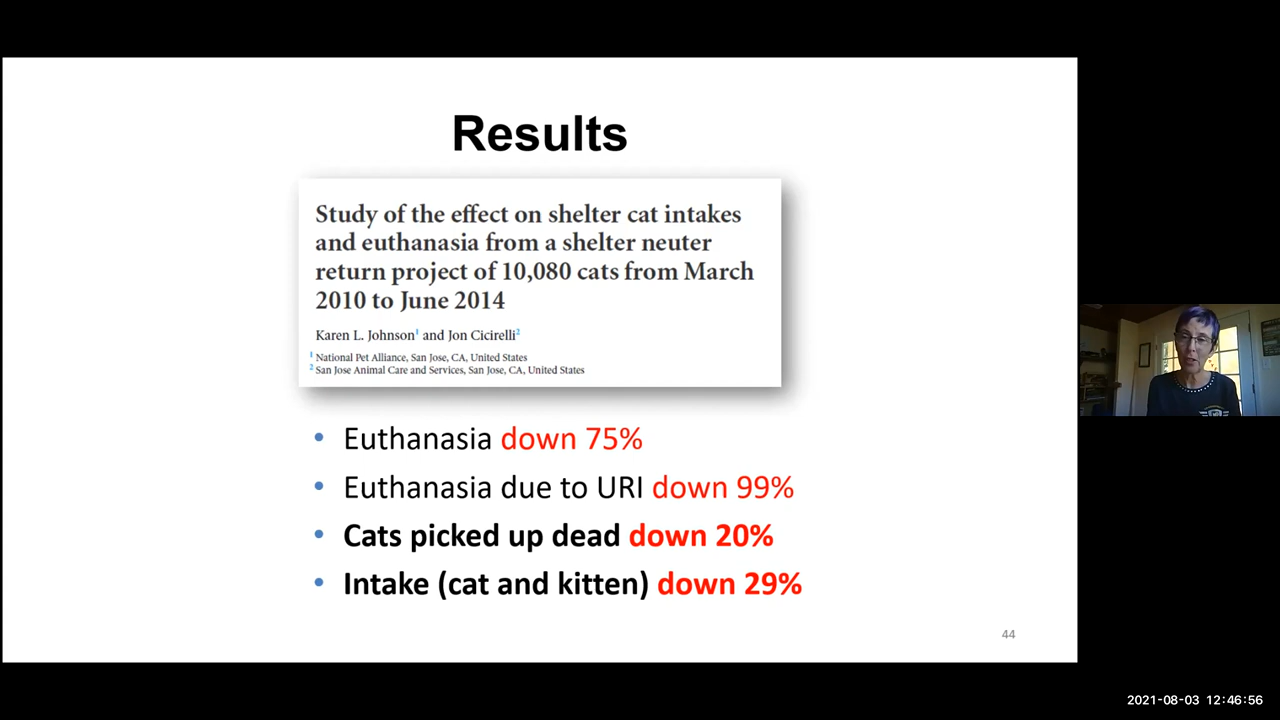 Results
Study of the effect on shelter cat intakes
and euthanasia from a shelter neuter
return project of 10,080 cats from March
2010 to June 2014
Karen L. Johnson1 and Jon Cicirelli2
1 National Pet Alliance, San Jose, CA, United States
2 San Jose Animal Care and Services, San Jose, CA, United States
• Euthanasia down 75%
• Euthanasia due to URI down 99%
• Cats picked up dead down 20%
• Intake (cat and kitten) down 29%
44
2021-08-03 12:46:56